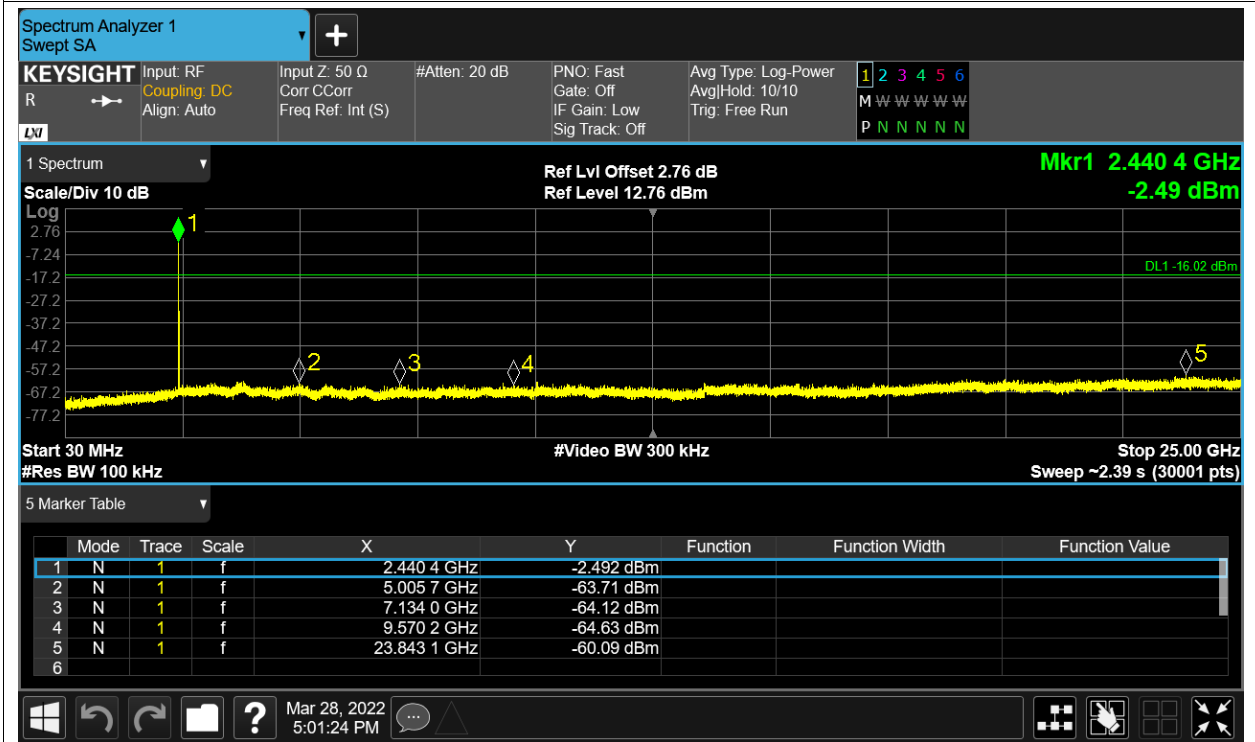 Spectrum Analyzer 1
Swept SA
+
KEYSIGHT Input: RF Input Z: 50 Ω #Atten: 20 dB PNO: Fast Avg Type: Log-Power 1 2 3 4 5 6
R Coupling: DC Corr CCorr Gate: Off Avg|Hold: 10/10 M W W W W W
Align: Auto Freq Ref: Int (S) IF Gain: Low Trig: Free Run
LXI Sig Track: Off P N N N N N
1 Spectrum Ref Lvl Offset 2.76 dB Mkr1 2.440 4 GHz
Scale/Div 10 dB Ref Level 12.76 dBm -2.49 dBm
Log
1
2.76
-7.24
DL1 -16.02 dBm
-17.2
-27.2
-37.2
-47.2
2 3 4 5
-57.2
-67.2
-77.2
Start 30 MHz #Video BW 300 kHz Stop 25.00 GHz
#Res BW 100 kHz Sweep ~2.39 s (30001 pts)
5 Marker Table
Mode Trace Scale X Y Function Function Width Function Value
1 N 1 f 2.440 4 GHz -2.492 dBm
2 N 1 f 5.005 7 GHz -63.71 dBm
3 N 1 f 7.134 0 GHz -64.12 dBm
4 N 1 f 9.570 2 GHz -64.63 dBm
5 N 1 f 23.843 1 GHz -60.09 dBm
6
? Mar 28, 2022
5:01:24 PM